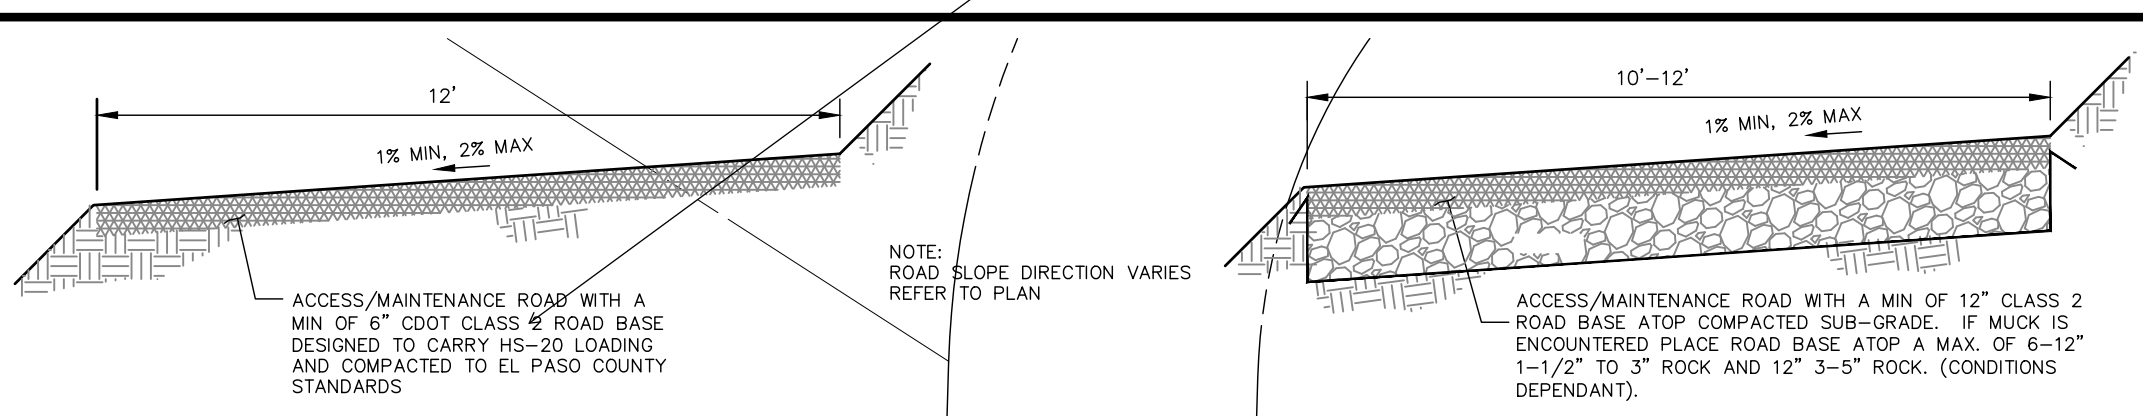 12'
1% MIN, 2% MAX
ACCESS/MAINTENANCE ROAD WITH A
MIN OF 6" CDOT CLASS 2 ROAD BASE
DESIGNED TO CARRY HS-20 LOADING
AND COMPACTED TO EL PASO COUNTY
STANDARDS
NOTE:
ROAD SLOPE DIRECTION VARIES
REFER TO PLAN
10'-12'
1% MIN, 2% MAX
ACCESS/MAINTENANCE ROAD WITH A MIN OF 12" CLASS 2
ROAD BASE ATOP COMPACTED SUB-GRADE. IF MUCK IS
ENCOUNTERED PLACE ROAD BASE ATOP A MAX. OF 6-12"
1-1/2" TO 3" ROCK AND 12" 3-5" ROCK. (CONDITIONS
DEPENDANT).